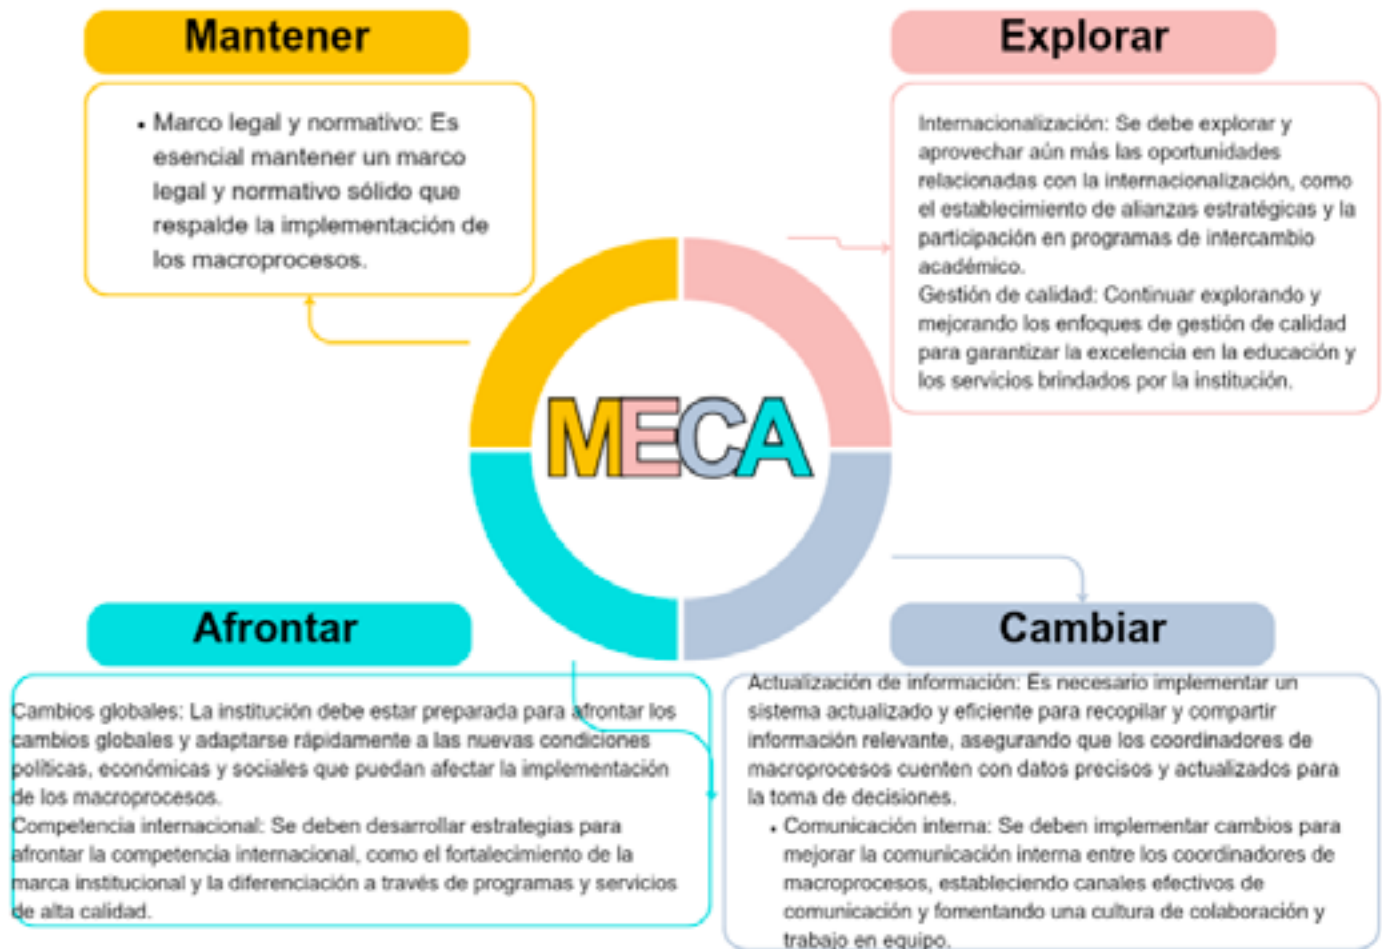 Mantener
• Marco legal y normativo: Es
esencial mantener un marco
legal y normativo sólido que
respalde la implementación de
los macroprocesos.
Explorar
Internacionalización: Se debe explorar y
aprovechar aún más las oportunidades
relacionadas con la internacionalización, como
el establecimiento de alianzas estratégicas y la
participación en programas de intercambio
académico.
Gestión de calidad: Continuar explorando y
mejorando los enfoques de gestión de calidad
para garantizar la excelencia en la educación y
los servicios brindados por la institución.
MECA
Afrontar
Cambios globales: La institución debe estar preparada para afrontar los
cambios globales y adaptarse rápidamente a las nuevas condiciones
políticas, económicas y sociales que puedan afectar la implementación
de los macroprocesos.
Competencia internacional: Se deben desarrollar estrategias para
afrontar la competencia internacional, como el fortalecimiento de la
marca institucional y la diferenciación a través de programas y servicios
de alta calidad.
Cambiar
Actualización de información: Es necesario implementar un
sistema actualizado y eficiente para recopilar y compartir
información relevante, asegurando que los coordinadores de
macroprocesos cuenten con datos precisos y actualizados para
la toma de decisiones.
• Comunicación interna: Se deben implementar cambios para
mejorar la comunicación interna entre los coordinadores de
macroprocesos, estableciendo canales efectivos de
comunicación y fomentando una cultura de colaboración y
trabajo en equipo.